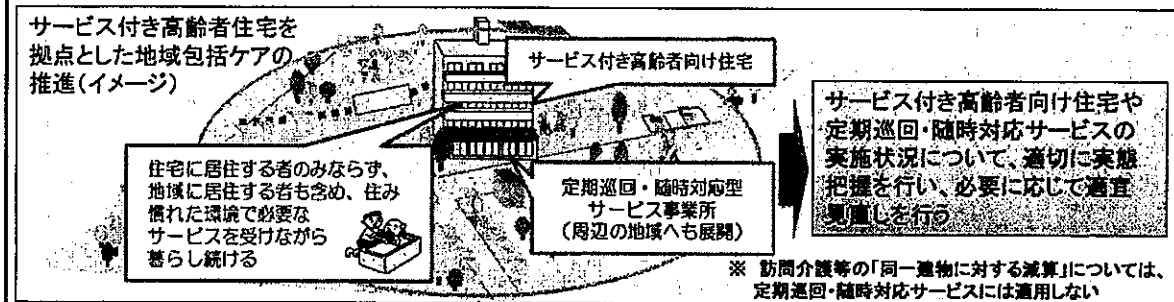 サービス付き高齢者住宅を
拠点とした地域包括ケアの
推進(イメージ)
サービス付き高齢者向け住宅
住宅に居住する者のみならず、
地域に居住する者も含め、住み
慣れた環境で必要な
サービスを受けながら
暮らし続ける
定期巡回・随時対応型
サービス事業所
(周辺の地域へも展開)
サービス付き高齢者向け住宅や
定期巡回・随時対応サービスの
実施状況について、適切に実態
把握を行い、必要に応じて適宜
見直しを行う
※ 訪問介護等の「同一建物に対する減算」については、
定期巡回・随時対応サービスには適用しない